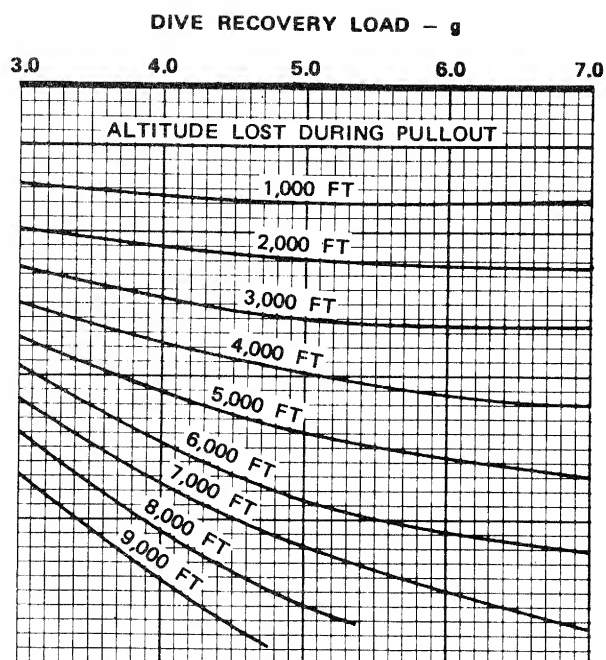 DIVE RECOVERY LOAD – g
3.0 4.0 5.0 6.0 7.0
ALTITUDE LOST DURING PULLOUT
1,000 FT
2,000 FT
3,000 FT
4,000 FT
5,000 FT
6,000 FT
7,000 FT
8,000 FT
9,000 FT